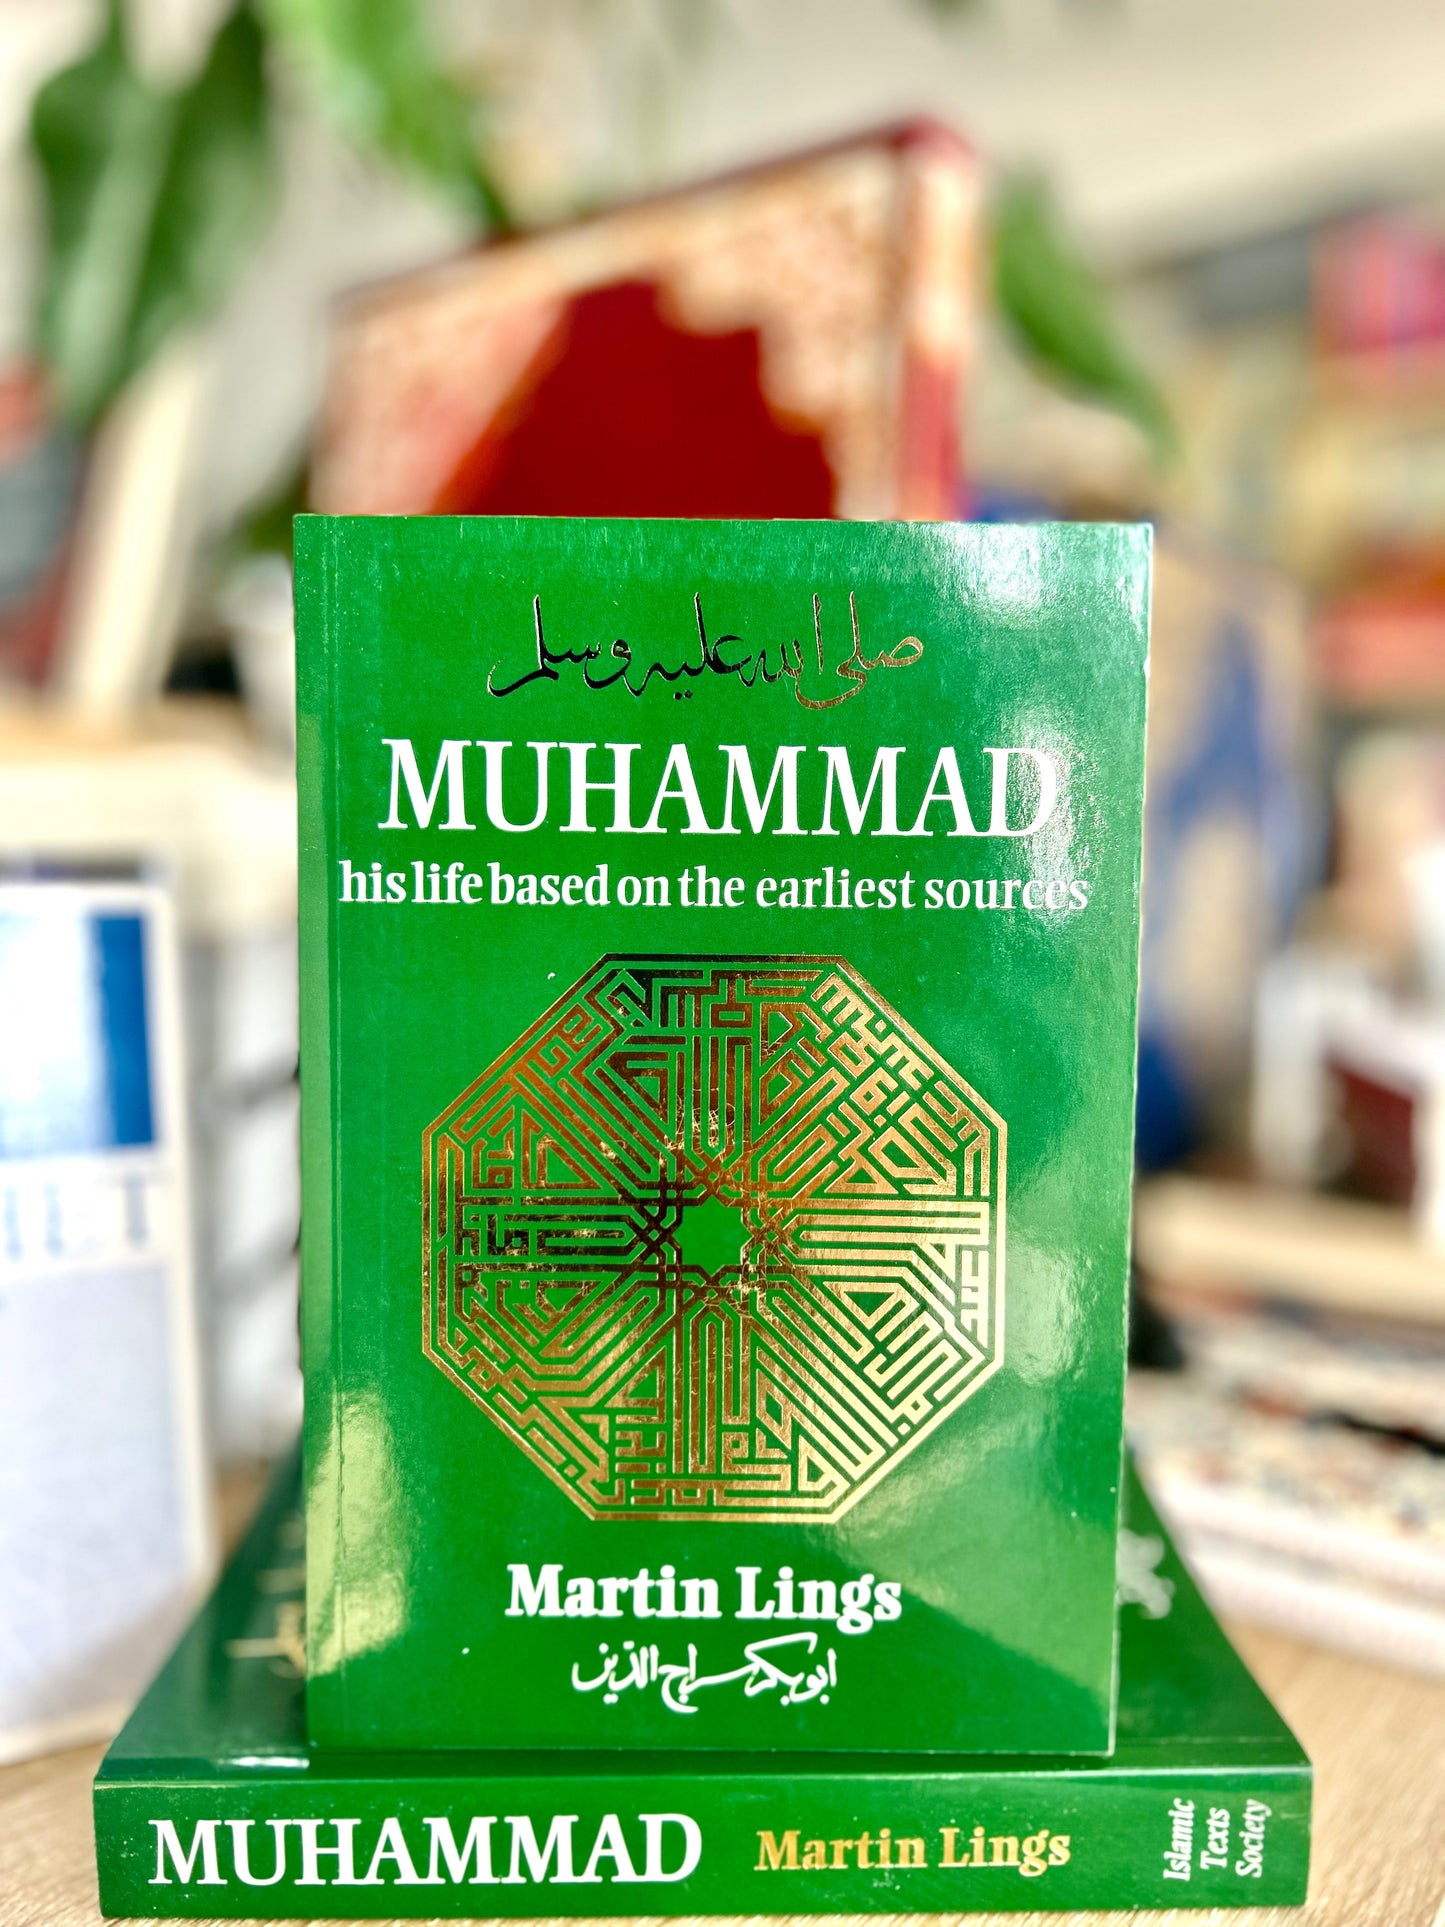 صلى الله عليه وسلم
MUHAMMAD
his life based on the earliest sources
Martin Lings
ابو بكر سراج الدين
MUHAMMAD Martin Lings
Islamic
Texts
Society